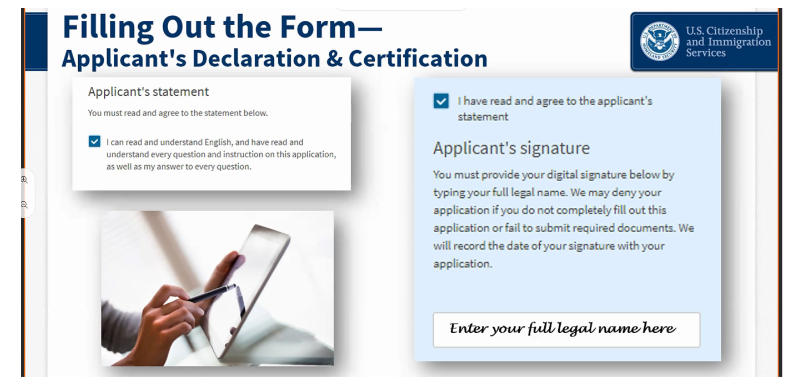 Filling Out the Form—
Applicant's Declaration & Certification
U.S. Citizenship
and Immigration
Services
Applicant's statement
You must read and agree to the statement below.
I can read and understand English, and have read and
understand every question and instruction on this application,
as well as my answer to every question.
I have read and agree to the applicant's
statement
Applicant's signature
You must provide your digital signature below by
typing your full legal name. We may deny your
application if you do not completely fill out this
application or fail to submit required documents. We
will record the date of your signature with your
application.
Enter your full legal name here